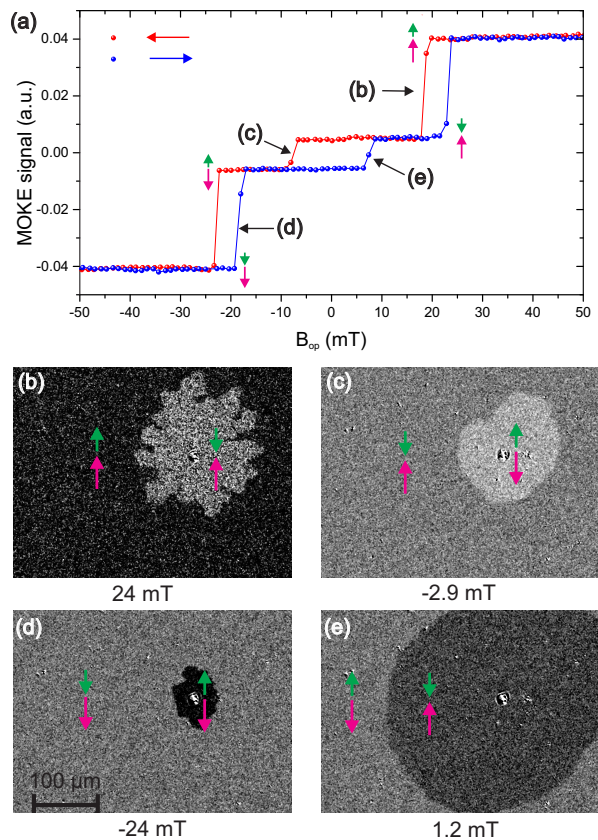 (a)
0.04
0.02
0.00
-0.02
-0.04
MOKE signal (a.u.)
(b)
(c)
(e)
(d)
-50 -40 -30 -20 -10 0 10 20 30 40 50
Bop (mT)
(b)
24 mT
(c)
-2.9 mT
(d)
100 µm
-24 mT
(e)
1.2 mT